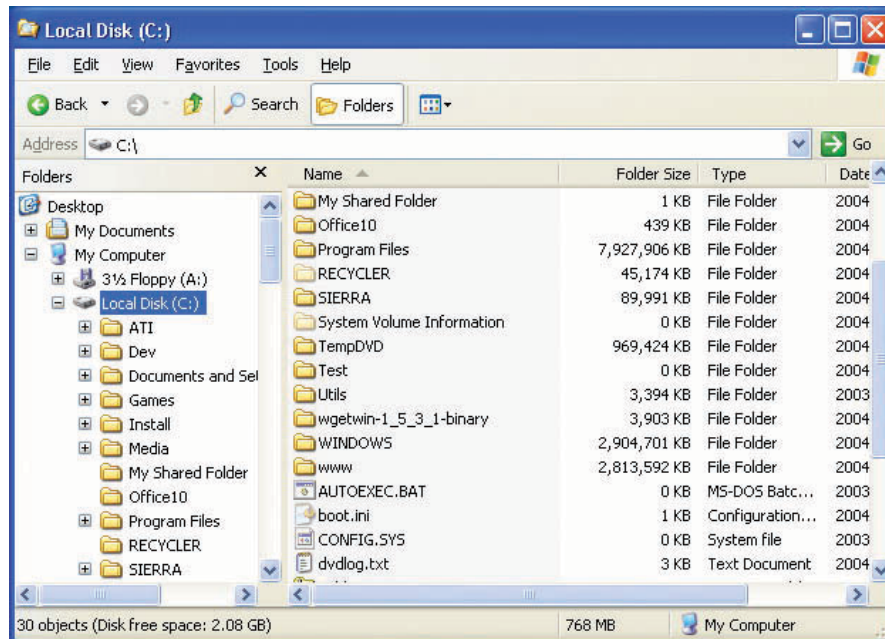 Local Disk (C:)
File Edit View Favorites Tools Help
Back Search Folders
Address C:\ Go
Folders X Name Folder Size Type Date
Desktop
My Documents
My Computer
3½ Floppy (A:)
Local Disk (C:)
ATI
Dev
Documents and Set
Games
Install
Media
My Shared Folder
Office10
Program Files
RECYCLER
SIERRA
My Shared Folder 1 KB File Folder 2004
Office10 439 KB File Folder 2004
Program Files 7,927,906 KB File Folder 2004
RECYCLER 45,174 KB File Folder 2004
SIERRA 89,991 KB File Folder 2004
System Volume Information 0 KB File Folder 2004
TempDVD 969,424 KB File Folder 2004
Test 0 KB File Folder 2004
Utils 3,394 KB File Folder 2003
wgetwin-1_5_3_1-binary 3,903 KB File Folder 2004
WINDOWS 2,904,701 KB File Folder 2004
www 2,813,592 KB File Folder 2004
AUTOEXEC.BAT 0 KB MS-DOS Batc... 2003
boot.ini 1 KB Configuration... 2004
CONFIG.SYS 0 KB System file 2003
dvdlog.txt 3 KB Text Document 2004
30 objects (Disk free space: 2.08 GB) 768 MB My Computer